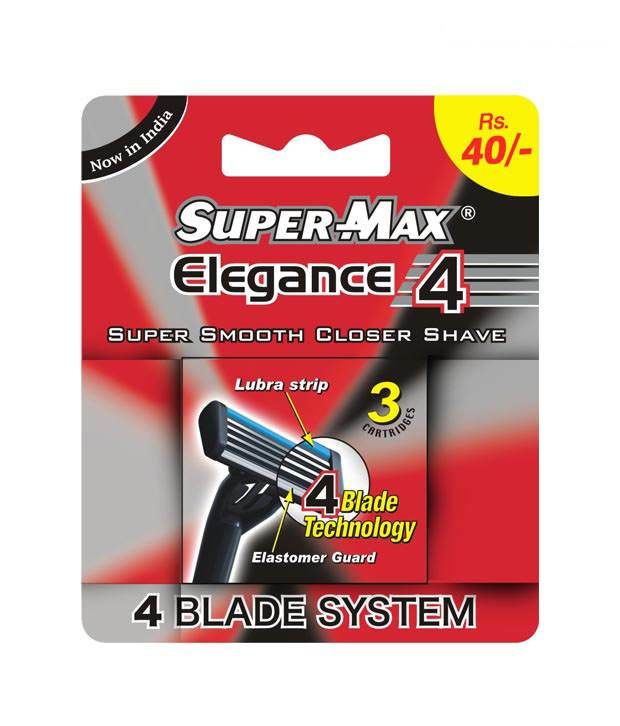 Now in India
Rs.
40/-
SUPER-MAX®
Elegance 4
SUPER SMOOTH CLOSER SHAVE
Lubra strip
3
CARTRIDGES
4 Blade
Technology
Elastomer Guard
4 BLADE SYSTEM